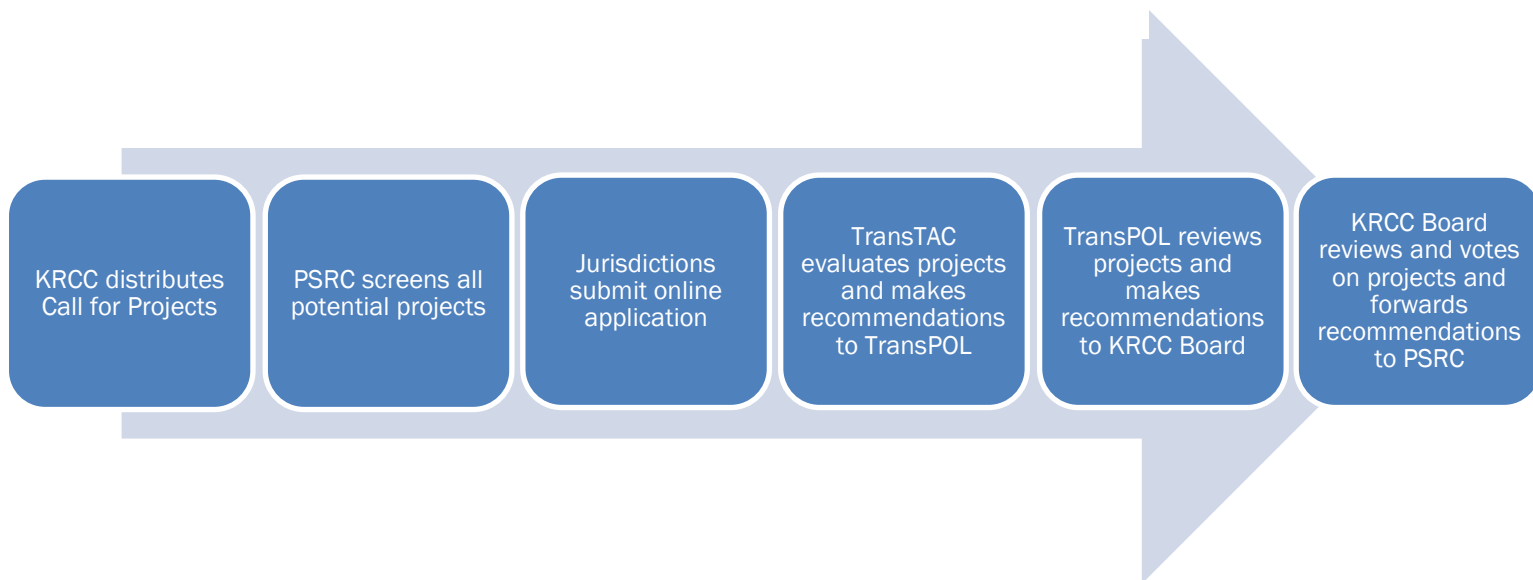 KRCC distributes
Call for Projects
PSRC screens all
potential projects
Jurisdictions
submit online
application
TransTAC
evaluates projects
and makes
recommendations
to TransPOL
TransPOL reviews
projects and
makes
recommendations
to KRCC Board
KRCC Board
reviews and votes
on projects and
forwards
recommendations
to PSRC